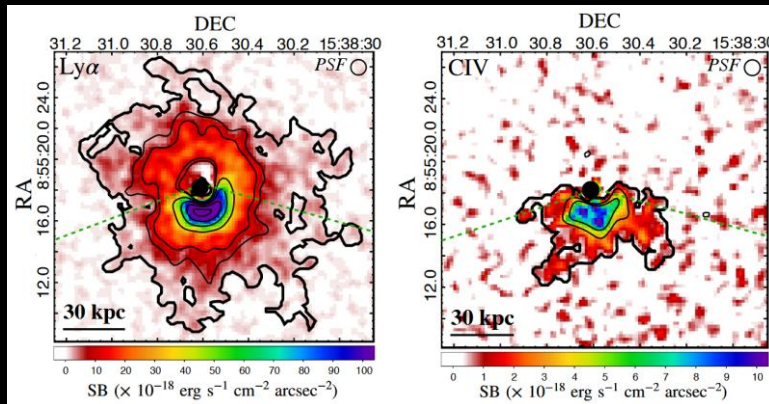 DEC
31.2 31.0 30.8 30.6 30.4 30.2 15:38:30
Lyα
PSF
RA
24.0
8:55:20.0
16.0
12.0
30 kpc
0 10 20 30 40 50 60 70 80 90 100
SB (× 10⁻¹⁸ erg s⁻¹ cm⁻² arcsec⁻²)
DEC
31.2 31.0 30.8 30.6 30.4 30.2 15:38:30
CIV
PSF
RA
24.0
8:55:20.0
16.0
12.0
30 kpc
0 1 2 3 4 5 6 7 8 9 10
SB (× 10⁻¹⁸ erg s⁻¹ cm⁻² arcsec⁻²)